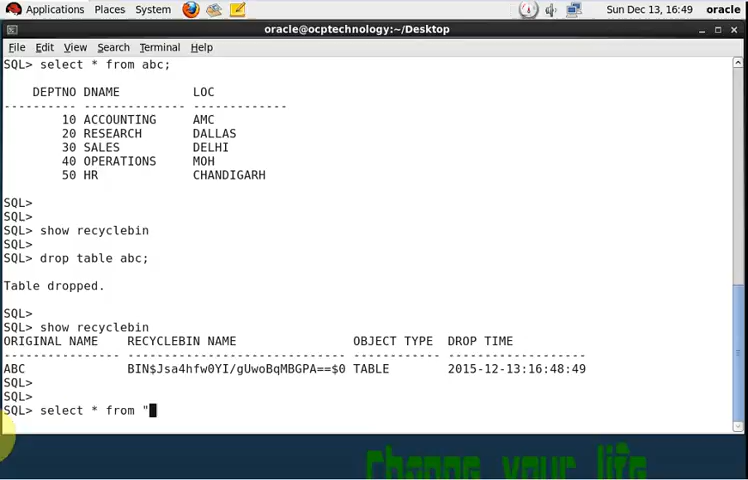 Applications Places System Sun Dec 13, 16:49 oracle
oracle@ocptechnology:~/Desktop
File Edit View Search Terminal Help
SQL> select * from abc;
DEPTNO DNAME LOC
---------- -------------- -------------
10 ACCOUNTING AMC
20 RESEARCH DALLAS
30 SALES DELHI
40 OPERATIONS MOH
50 HR CHANDIGARH
SQL>
SQL>
SQL> show recyclebin
SQL>
SQL> drop table abc;
Table dropped.
SQL>
SQL> show recyclebin
ORIGINAL NAME RECYCLEBIN NAME OBJECT TYPE DROP TIME
---------------- ------------------------------ ------------ -------------------
ABC BIN$Jsa4hfw0YI/gUwoBqMBGPA==$0 TABLE 2015-12-13:16:48:49
SQL>
SQL>
SQL> select * from "
Change your life